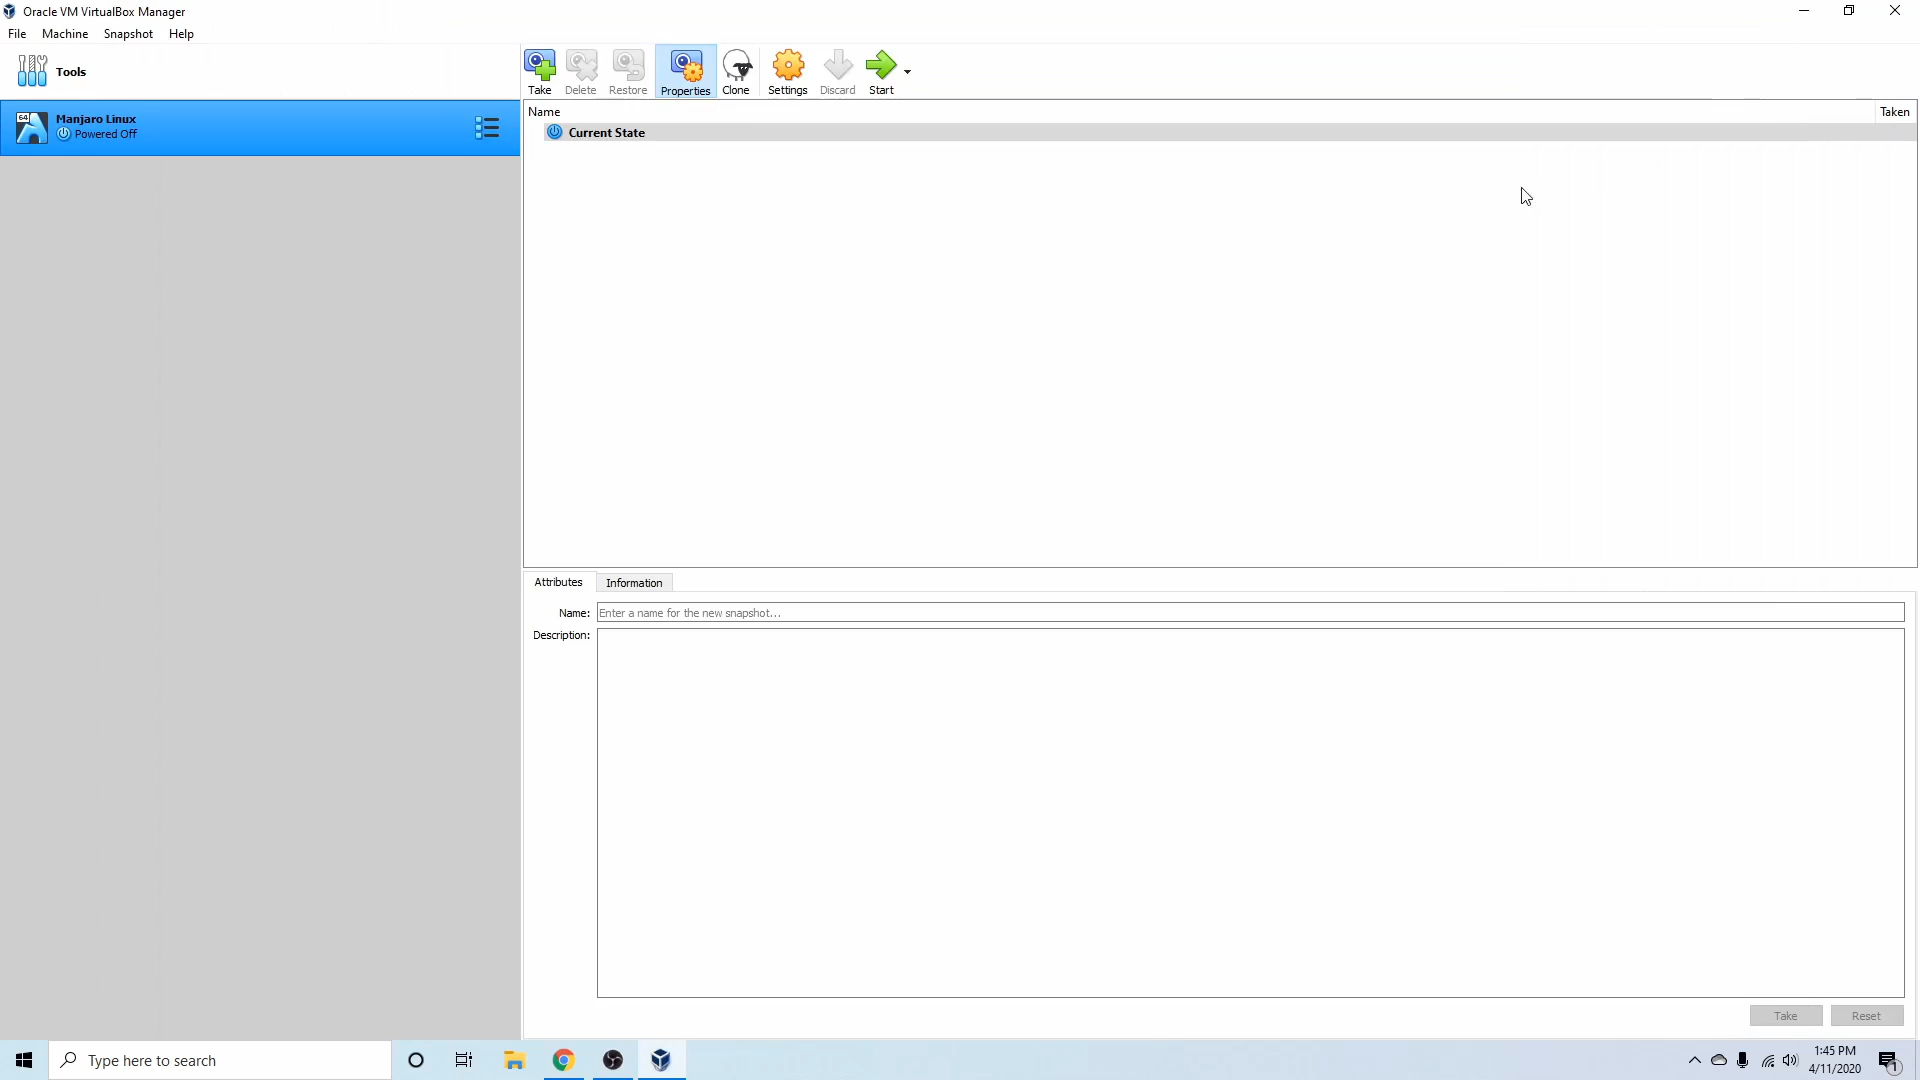 Oracle VM VirtualBox Manager
File Machine Snapshot Help
Tools
Take Delete Restore Properties Clone Settings Discard Start
64 Manjaro Linux
Powered Off
Name Taken
Current State
Attributes Information
Name: Enter a name for the new snapshot...
Description:
Take Reset
Type here to search
1:45 PM
4/11/2020
1